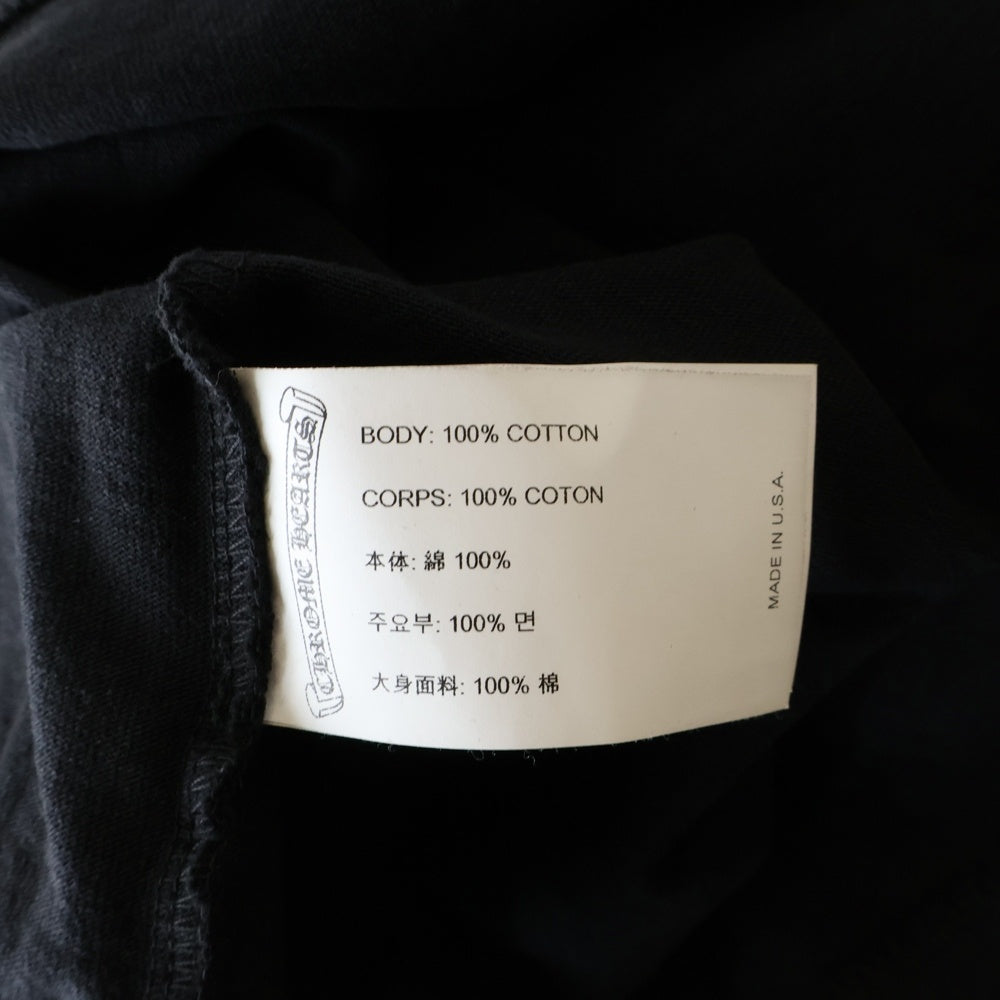 CHROME HEARTS
BODY: 100% COTTON
CORPS: 100% COTON
本体: 綿 100%
주요부: 100% 면
大身面料: 100% 棉
MADE IN U.S.A.